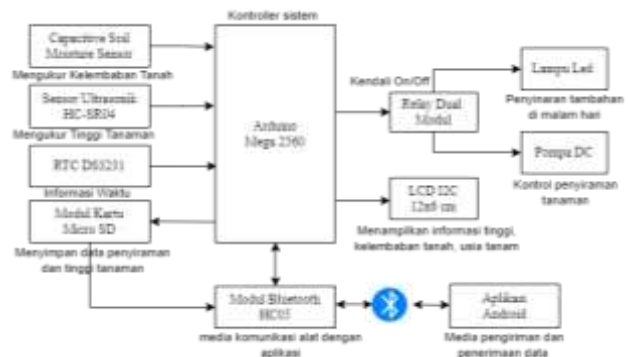 Kontroller sistem
Capacitive Soil
Moisture Sensor
Mengukur Kelembaban Tanah
Sensor Ultrasonik
HC-SR04
Mengukur Tinggi Tanaman
RTC DS3231
Informasi Waktu
Modul Kartu
Micro SD
Menyimpan data penyiraman
dan tinggi tanaman
Arduino
Mega 2560
Kendali On/Off
Relay Dual
Modul
Lampu Led
Penyinaran tambahan
di malam hari
Pompa DC
Kontrol penyiraman
tanaman
LCD I2C
Menampilkan informasi tinggi,
kelembaban tanah, usia tanam
Modul Bluetooth
HC05
media komunikasi alat dengan
aplikasi
Aplikasi
Android
Media pengiriman dan
penerimaan data